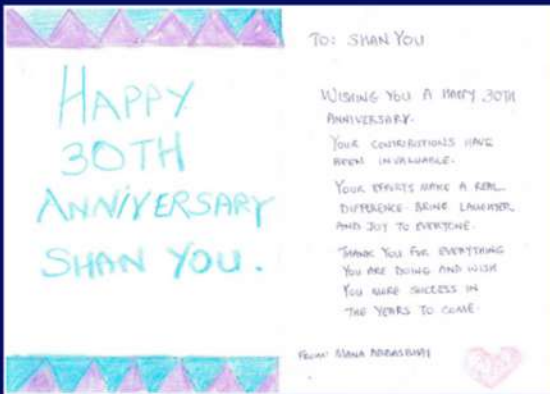 HAPPY
30TH
ANNIVERSARY
SHAN YOU.
TO: SHAN YOU
WISHING YOU A HAPPY 30TH
ANNIVERSARY.
YOUR CONTRIBUTIONS HAVE
BEEN INVALUABLE.
YOUR EFFORTS MAKE A REAL
DIFFERENCE BRING LAUGHTER
AND JOY TO EVERYONE.
THANK YOU FOR EVERYTHING
YOU ARE DOING AND WISH
YOU MORE SUCCESS IN
THE YEARS TO COME.
FROM: MANA